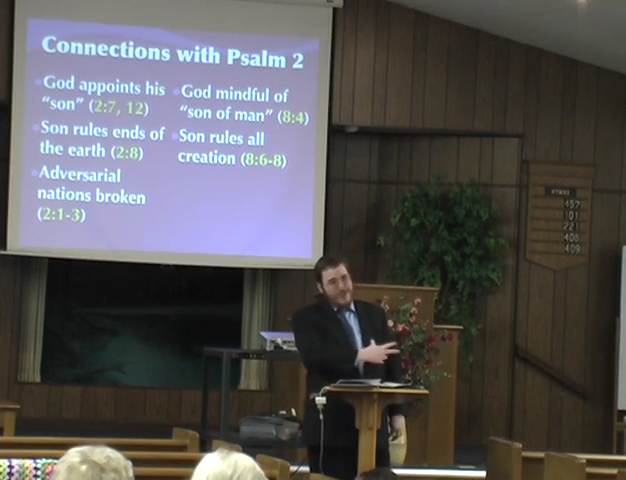 Connections with Psalm 2
God appoints his
"son" (2:7, 12)
Son rules ends of
the earth (2:8)
Adversarial
nations broken
(2:1-3)
God mindful of
"son of man" (8:4)
Son rules all
creation (8:6-8)
HYMNS
457
101
221
408
409